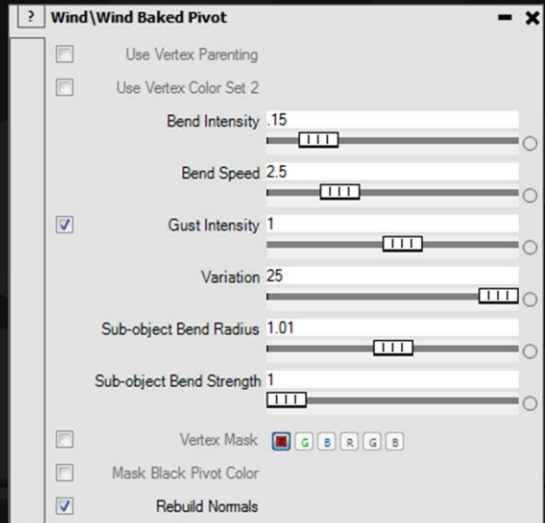 ? Wind\Wind Baked Pivot
Use Vertex Parenting
Use Vertex Color Set 2
Bend Intensity .15
Bend Speed 2.5
Gust Intensity 1
Variation 25
Sub-object Bend Radius 1.01
Sub-object Bend Strength 1
Vertex Mask R G B R G B
Mask Black Pivot Color
Rebuild Normals